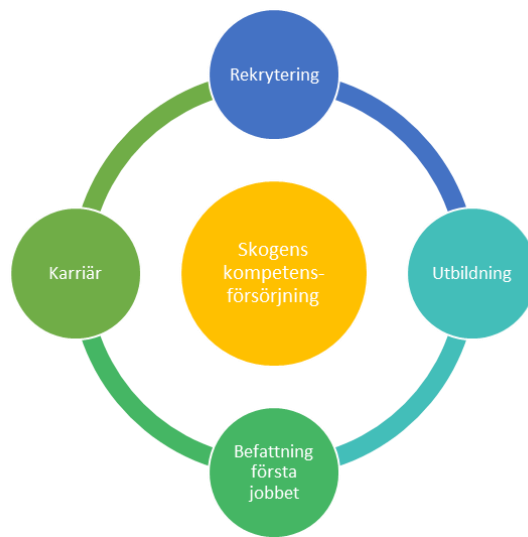 Rekrytering
Skogens
kompetens-
försörjning
Karriär
Utbildning
Befattning
första
jobbet